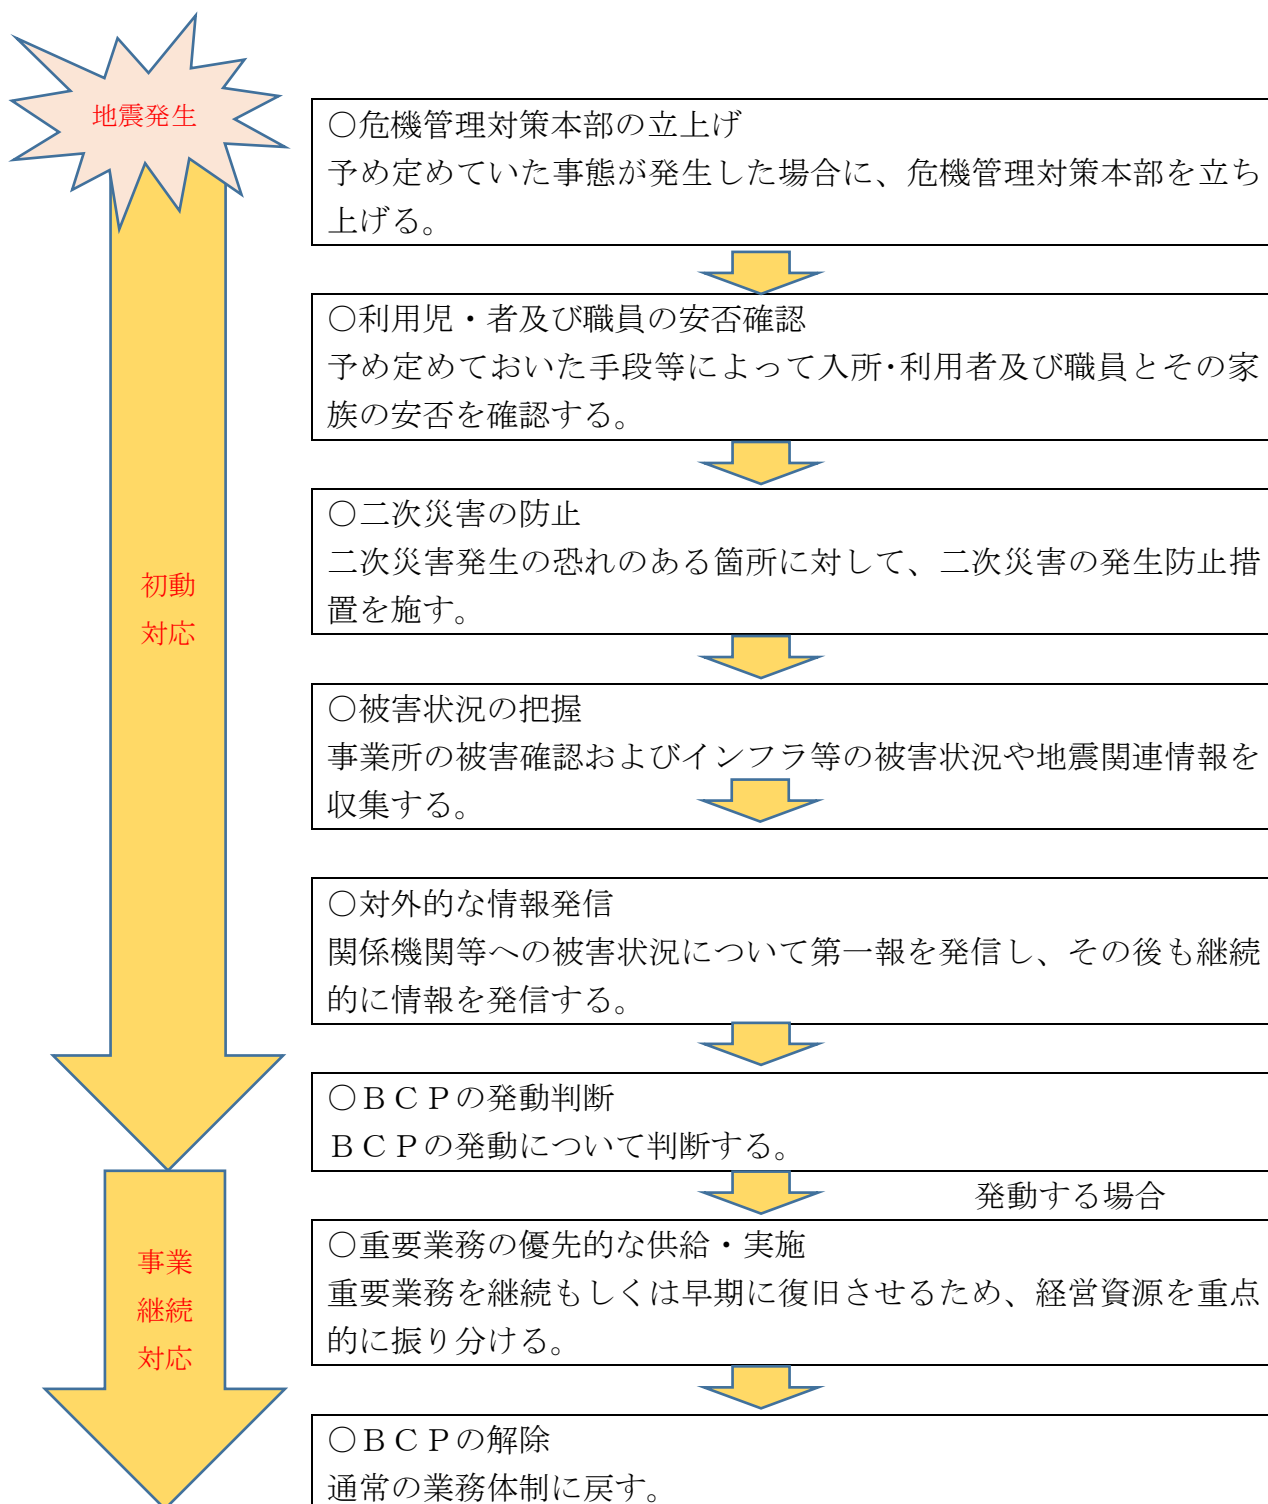 地震発生
〇危機管理対策本部の立上げ
予め定めていた事態が発生した場合に、危機管理対策本部を立ち
上げる。
〇利用児・者及び職員の安否確認
予め定めておいた手段等によって入所・利用者及び職員とその家
族の安否を確認する。
〇二次災害の防止
二次災害発生の恐れのある箇所に対して、二次災害の発生防止措
置を施す。
初動
対応
〇被害状況の把握
事業所の被害確認およびインフラ等の被害状況や地震関連情報を
収集する。
〇対外的な情報発信
関係機関等への被害状況について第一報を発信し、その後も継続
的に情報を発信する。
〇ＢＣＰの発動判断
ＢＣＰの発動について判断する。
発動する場合
〇重要業務の優先的な供給・実施
重要業務を継続もしくは早期に復旧させるため、経営資源を重点
的に振り分ける。
事業
継続
対応
〇ＢＣＰの解除
通常の業務体制に戻す。